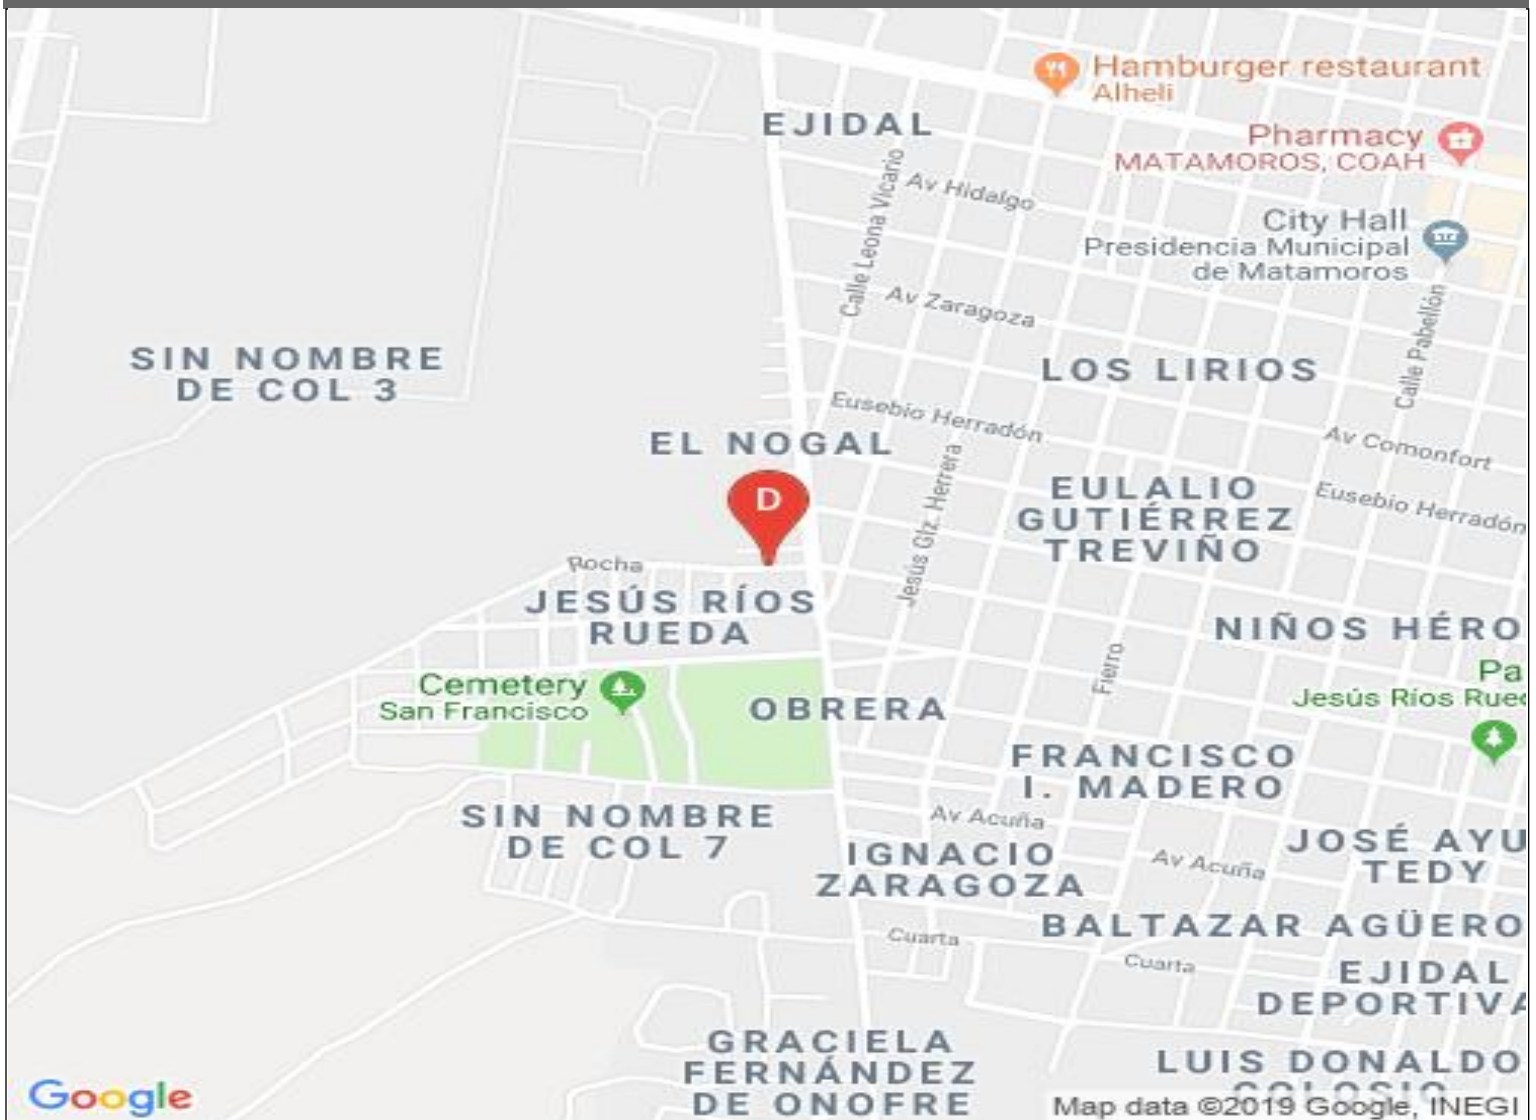 Hamburger restaurant
Alheli
EJIDAL
Pharmacy
MATAMOROS, COAH
Av Hidalgo
Calle Leona Vicario
City Hall
Presidencia Municipal
de Matamoros
Av Zaragoza
Calle Pabellón
SIN NOMBRE
DE COL 3
LOS LIRIOS
Eusebio Herradón
EL NOGAL
Av Comonfort
D
EULALIO
GUTIÉRREZ
TREVIÑO
Eusebio Herradón
Jesús Glz. Herrera
Rocha
JESÚS RÍOS
RUEDA
NIÑOS HÉRO
Fierro
Cemetery
San Francisco
OBRERA
Pa
Jesús Ríos Rued
FRANCISCO
I. MADERO
SIN NOMBRE
DE COL 7
Av Acuña
IGNACIO
ZARAGOZA
Av Acuña
JOSÉ AYU
TEDY
BALTAZAR AGÜERO
Cuarta
Cuarta
EJIDAL
DEPORTIVA
GRACIELA
FERNÁNDEZ
DE ONOFRE
LUIS DONALDO
COLOSIO
Google
Map data ©2019 Google, INEGI